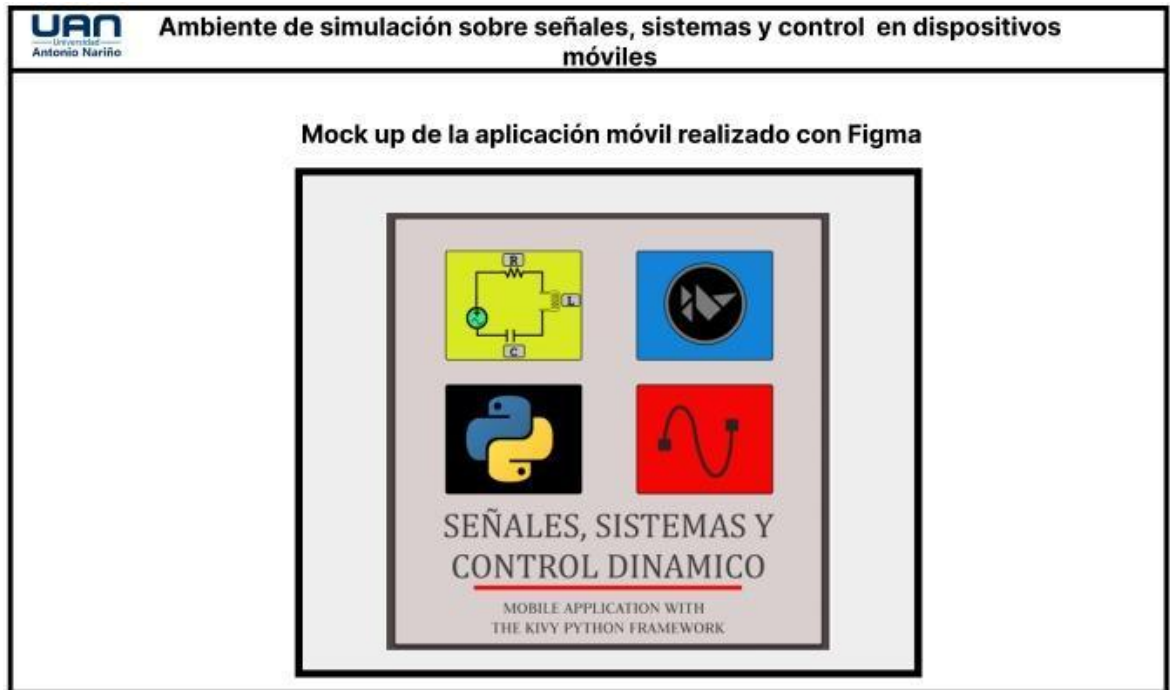 UAN
Universidad
Antonio Nariño
Ambiente de simulación sobre señales, sistemas y control en dispositivos
móviles
Mock up de la aplicación móvil realizado con Figma
R
L
C
SEÑALES, SISTEMAS Y
CONTROL DINAMICO
MOBILE APPLICATION WITH
THE KIVY PYTHON FRAMEWORK